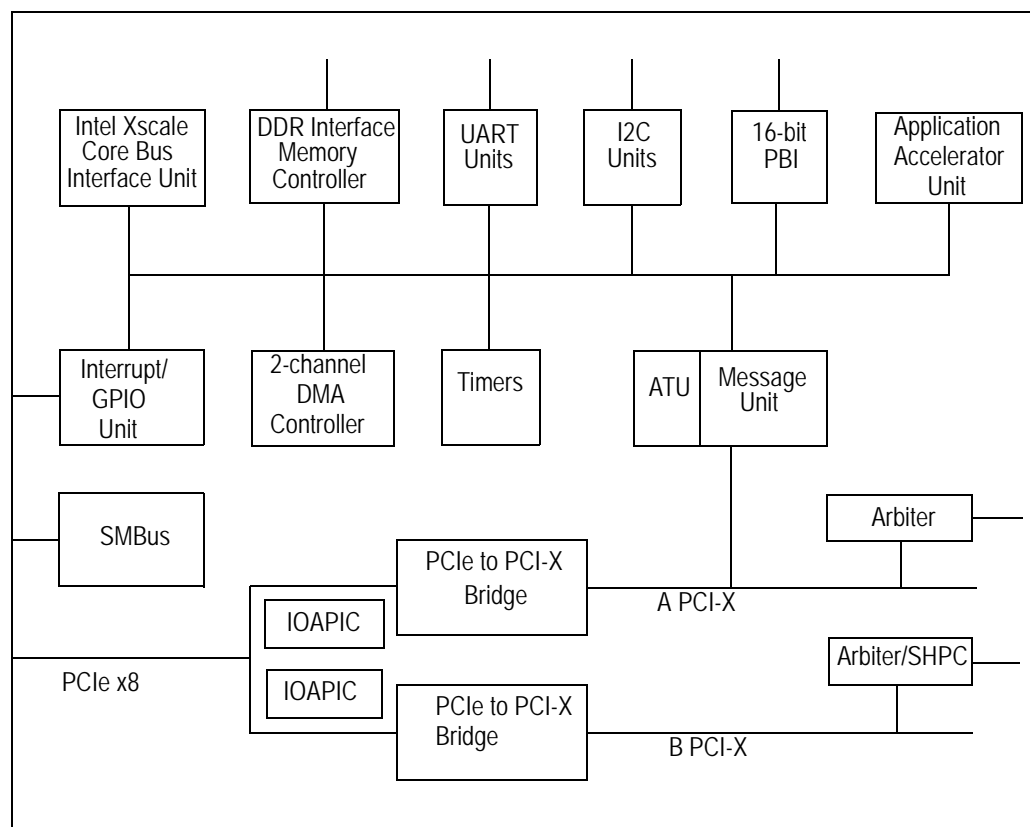 Intel Xscale
Core Bus
Interface Unit
DDR Interface
Memory
Controller
UART
Units
I2C
Units
16-bit
PBI
Application
Accelerator
Unit
Interrupt/
GPIO
Unit
2-channel
DMA
Controller
Timers
ATU
Message
Unit
SMBus
Arbiter
PCIe to PCI-X
Bridge
A PCI-X
IOAPIC
Arbiter/SHPC
PCIe x8
IOAPIC
PCIe to PCI-X
Bridge
B PCI-X